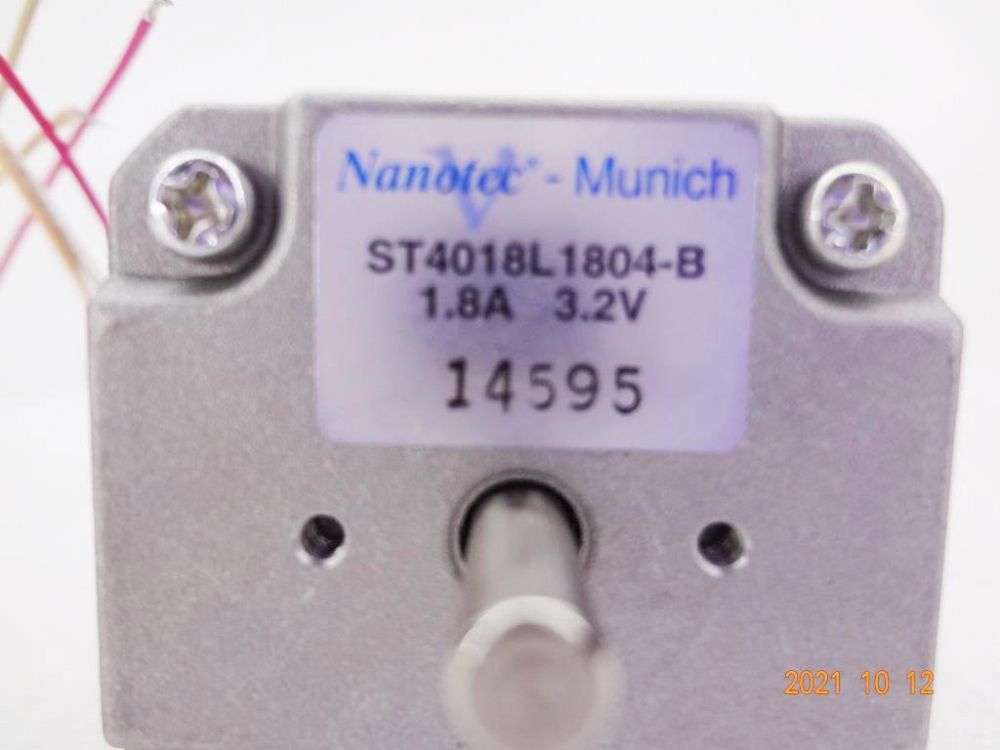 Nanotec® - Munich
ST4018L1804-B
1.8A 3.2V
14595
2021 10 12